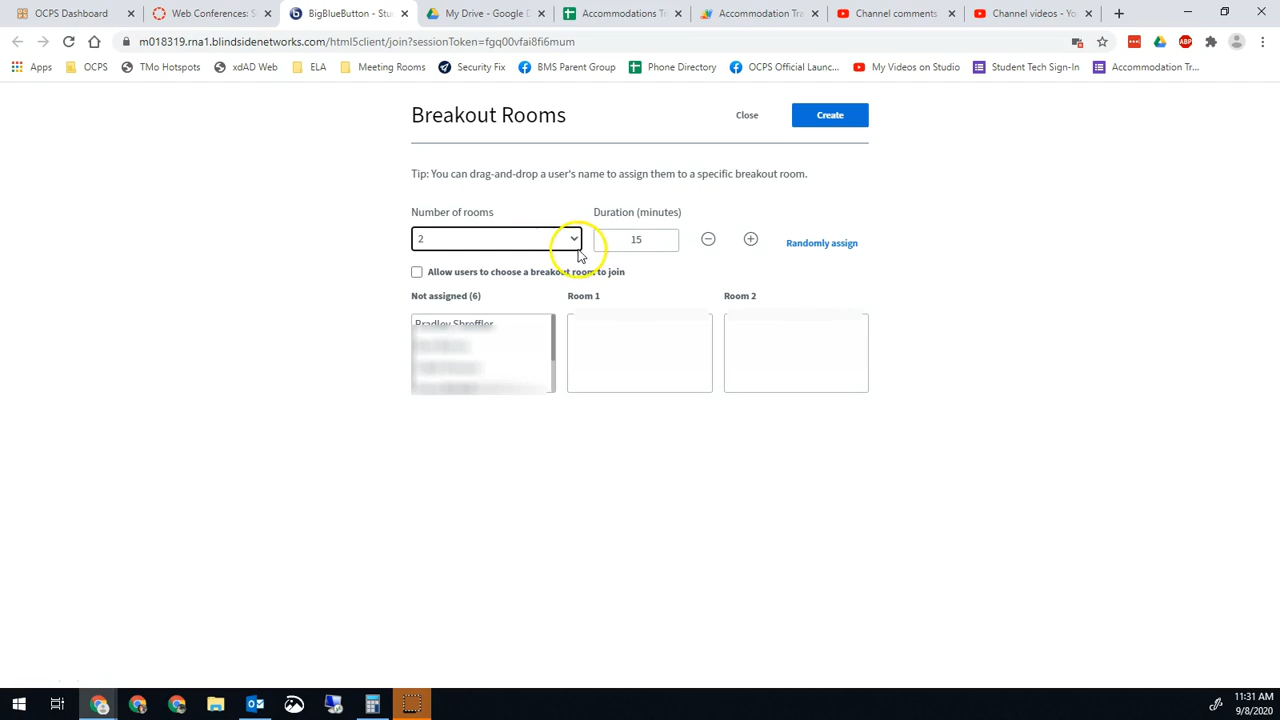 OCPS Dashboard
Web Conferences: S
BigBlueButton - Stu
My Drive - Google D
Accommodations Tr
Accommodation Tra
Channel comments
Channel videos - Yo
m018319.rna1.blindsidenetworks.com/html5client/join?sessionToken=fgq00vfai8fi6mum
ABP
Apps
OCPS
TMo Hotspots
xdAD Web
ELA
Meeting Rooms
Security Fix
BMS Parent Group
Phone Directory
OCPS Official Launc...
My Videos on Studio
Student Tech Sign-In
Accommodation Tr...
Breakout Rooms
Close
Create
Tip: You can drag-and-drop a user's name to assign them to a specific breakout room.
Number of rooms
Duration (minutes)
2
15
Randomly assign
Allow users to choose a breakout room to join
Not assigned (6)
Room 1
Room 2
Bradley Shreffler
11:31 AM
9/8/2020